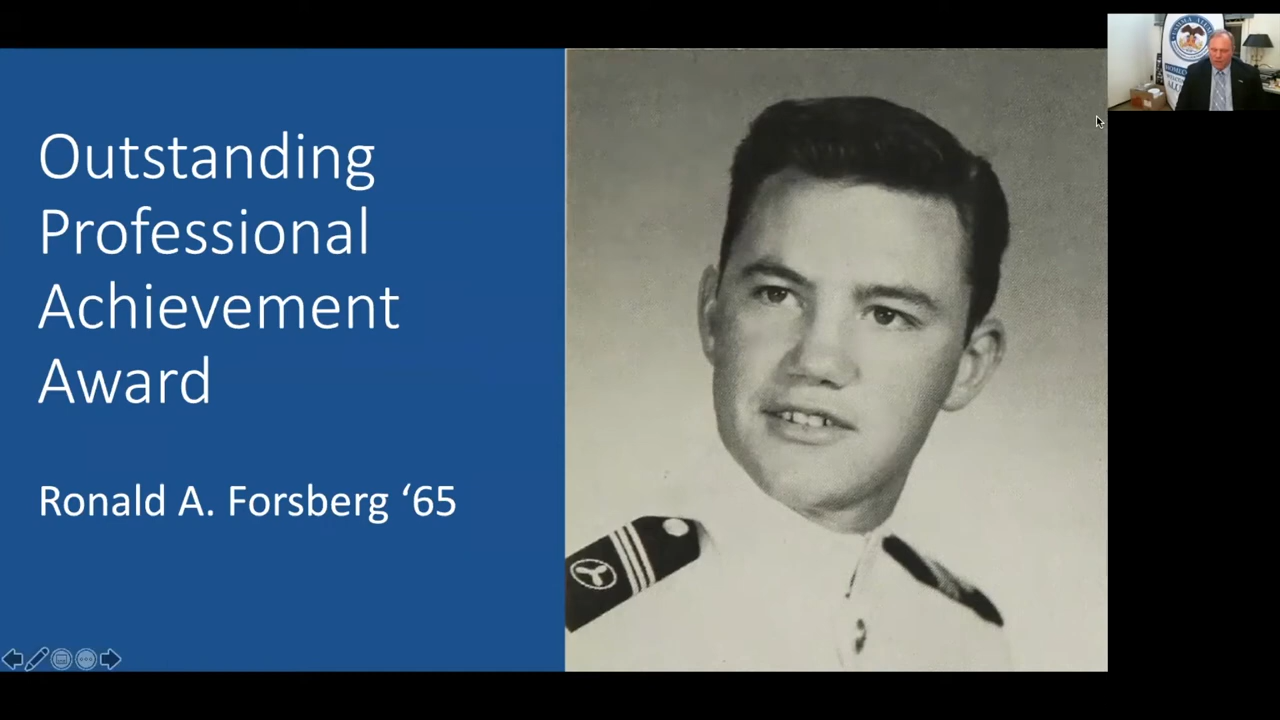 Outstanding
Professional
Achievement
Award
Ronald A. Forsberg ‘65